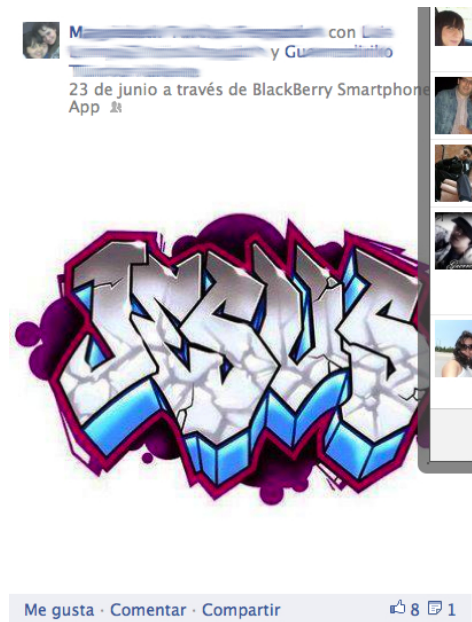 con
y
23 de junio a través de BlackBerry Smartphone
App
JESUS
Me gusta · Comentar · Compartir 8 1